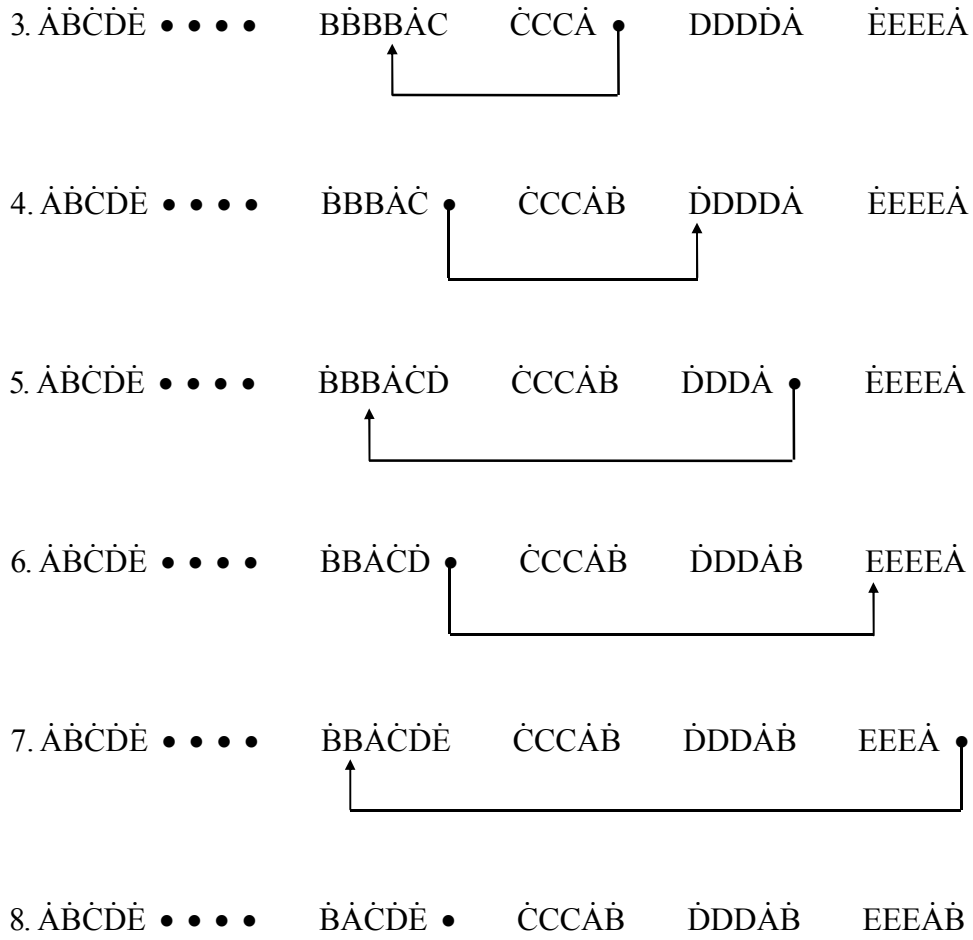 3. ȦḂĊḊĖ • • • • BḂBBȦC ĊCCȦ • DDDḊȦ ĖEEEȦ
4. ȦḂĊḊĖ • • • • ḂBBȦĊ • ĊCCȦḂ ḊDDDȦ ĖEEEȦ
5. ȦḂĊḊĖ • • • • ḂBBȦĊḊ ĊCCȦḂ ḊDDȦ • ĖEEEȦ
6. ȦḂĊḊĖ • • • • ḂBȦĊḊ • ĊCCȦḂ ḊDDȦḂ EEEEȦ
7. ȦḂĊḊĖ • • • • ḂBȦĊḊĖ ĊCCȦḂ ḊDDȦḂ EEEȦ •
8. ȦḂĊḊĖ • • • • ḂȦĊḊĖ • ĊCCȦḂ ḊDDȦḂ EEEȦḂ